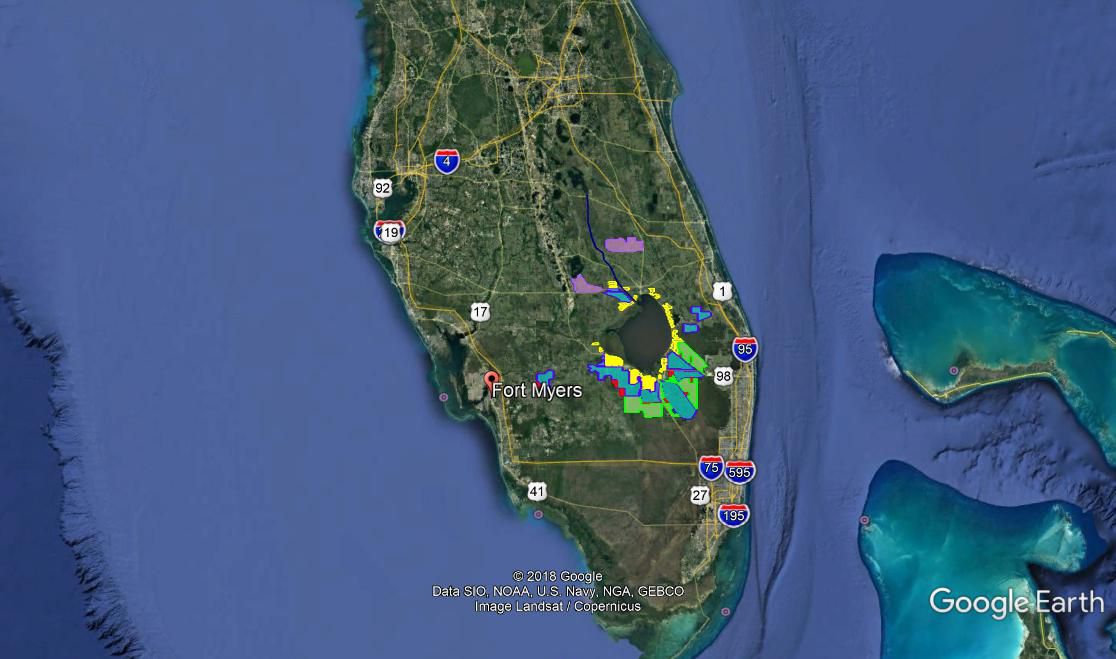 4
92
19
1
17
95
98
Fort Myers
75
595
41
27
195
© 2018 Google
Data SIO, NOAA, U.S. Navy, NGA, GEBCO
Image Landsat / Copernicus
Google Earth